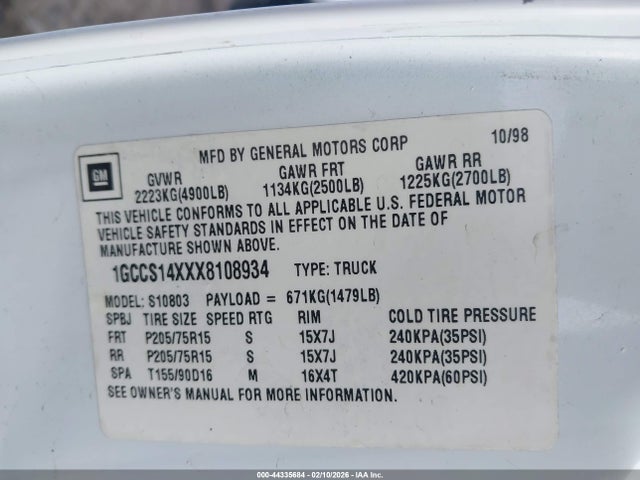 MFD BY GENERAL MOTORS CORP 10/98
GM
GVWR GAWR FRT GAWR RR
2223KG(4900LB) 1134KG(2500LB) 1225KG(2700LB)
THIS VEHICLE CONFORMS TO ALL APPLICABLE U.S. FEDERAL MOTOR
VEHICLE SAFETY STANDARDS IN EFFECT ON THE DATE OF
MANUFACTURE SHOWN ABOVE.
1GCCS14XXX8108934 TYPE: TRUCK
MODEL: S10803 PAYLOAD = 671KG(1479LB)
SPBJ TIRE SIZE SPEED RTG RIM COLD TIRE PRESSURE
FRT P205/75R15 S 15X7J 240KPA(35PSI)
RR P205/75R15 S 15X7J 240KPA(35PSI)
SPA T155/90D16 M 16X4T 420KPA(60PSI)
SEE OWNER'S MANUAL FOR MORE INFORMATION.
000-44335684 - 02/10/2026 - IAA Inc.